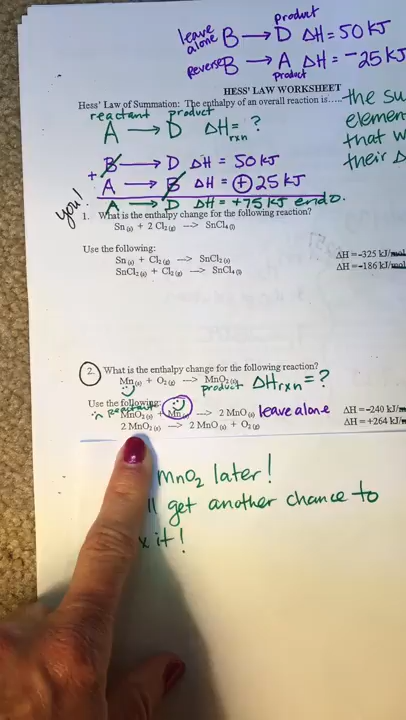 product
leave alone B → D ΔH = 50 KJ
reverse B → A ΔH = -25 KJ
Product
HESS' LAW WORKSHEET
Hess' Law of Summation: The enthalpy of an overall reaction is…..the su
elemen
that w
their Δ
reactant product
A → D ΔH rxn = ?
B → D ΔH = 50 KJ
+ A → B ΔH = + 25 KJ
A → D ΔH = +75 KJ endo.
you!
1. What is the enthalpy change for the following reaction?
Sn (s) + 2 Cl₂ (g) --> SnCl₄ (l)
Use the following:
Sn (s) + Cl₂ (g) --> SnCl₂ (s) ΔH = -325 kJ/mol
SnCl₂ (s) + Cl₂ (g) --> SnCl₄ (l) ΔH = -186 kJ/mol
2. What is the enthalpy change for the following reaction?
Mn (s) + O₂ (g) --> MnO₂ (s) ΔH rxn = ?
product
Use the following:
in reactant
MnO₂ (s) + Mn (s) --> 2 MnO (s) leave alone ΔH = -240 kJ/m
2 MnO₂ (s) --> 2 MnO (s) + O₂ (g) ΔH = +264 kJ/m
MnO₂ later!
get another chance to
x it!